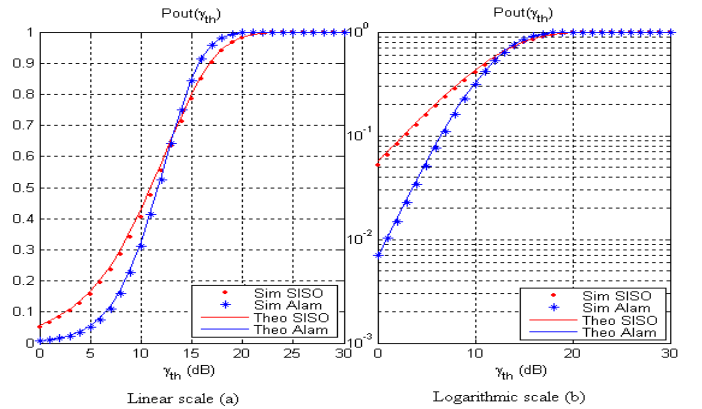 Pout(γth)
1
0.9
0.8
0.7
0.6
0.5
0.4
0.3
0.2
0.1
0
0 5 10 15 20 25 30
Sim SISO
Sim Alam
Theo SISO
Theo Alam
γth (dB)
Linear scale (a)
Pout(γth)
10^0
10^-1
10^-2
10^-3
0 10 20 30
Sim SISO
Sim Alam
Theo SISO
Theo Alam
γth (dB)
Logarithmic scale (b)